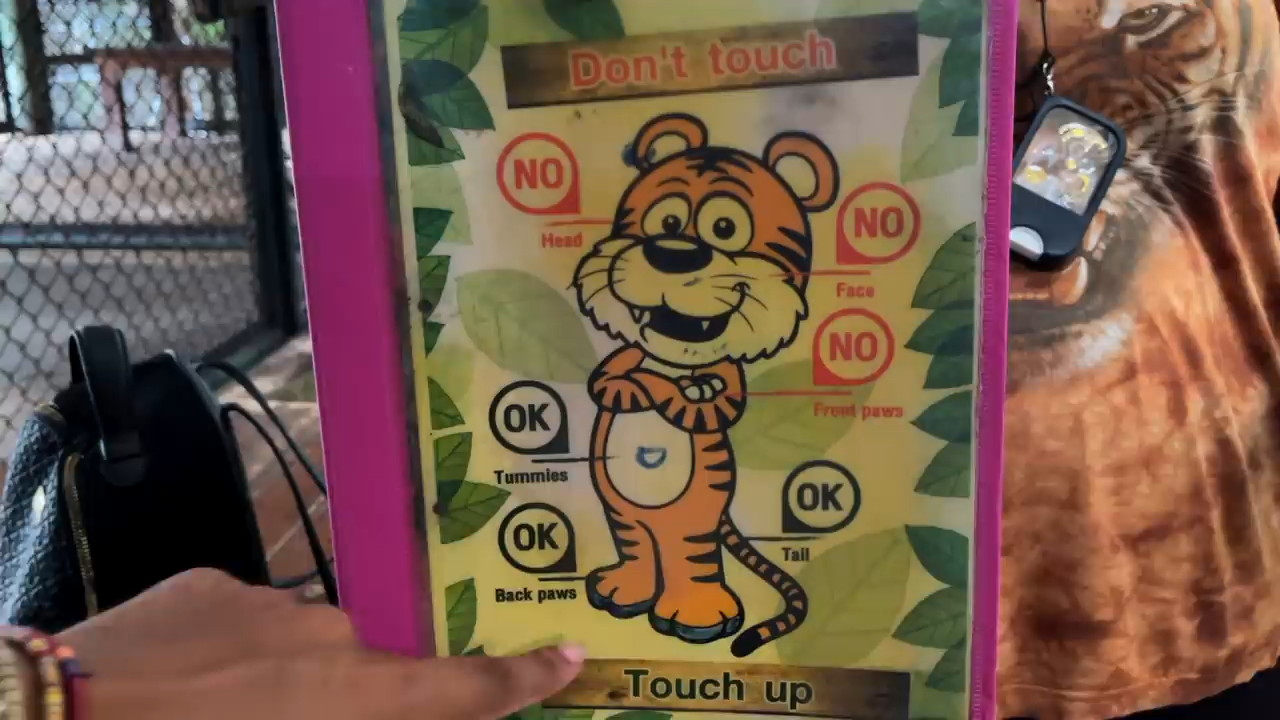 Don't touch
NO
Head
NO
Face
NO
Front paws
OK
Tummies
OK
Tail
OK
Back paws
Touch up